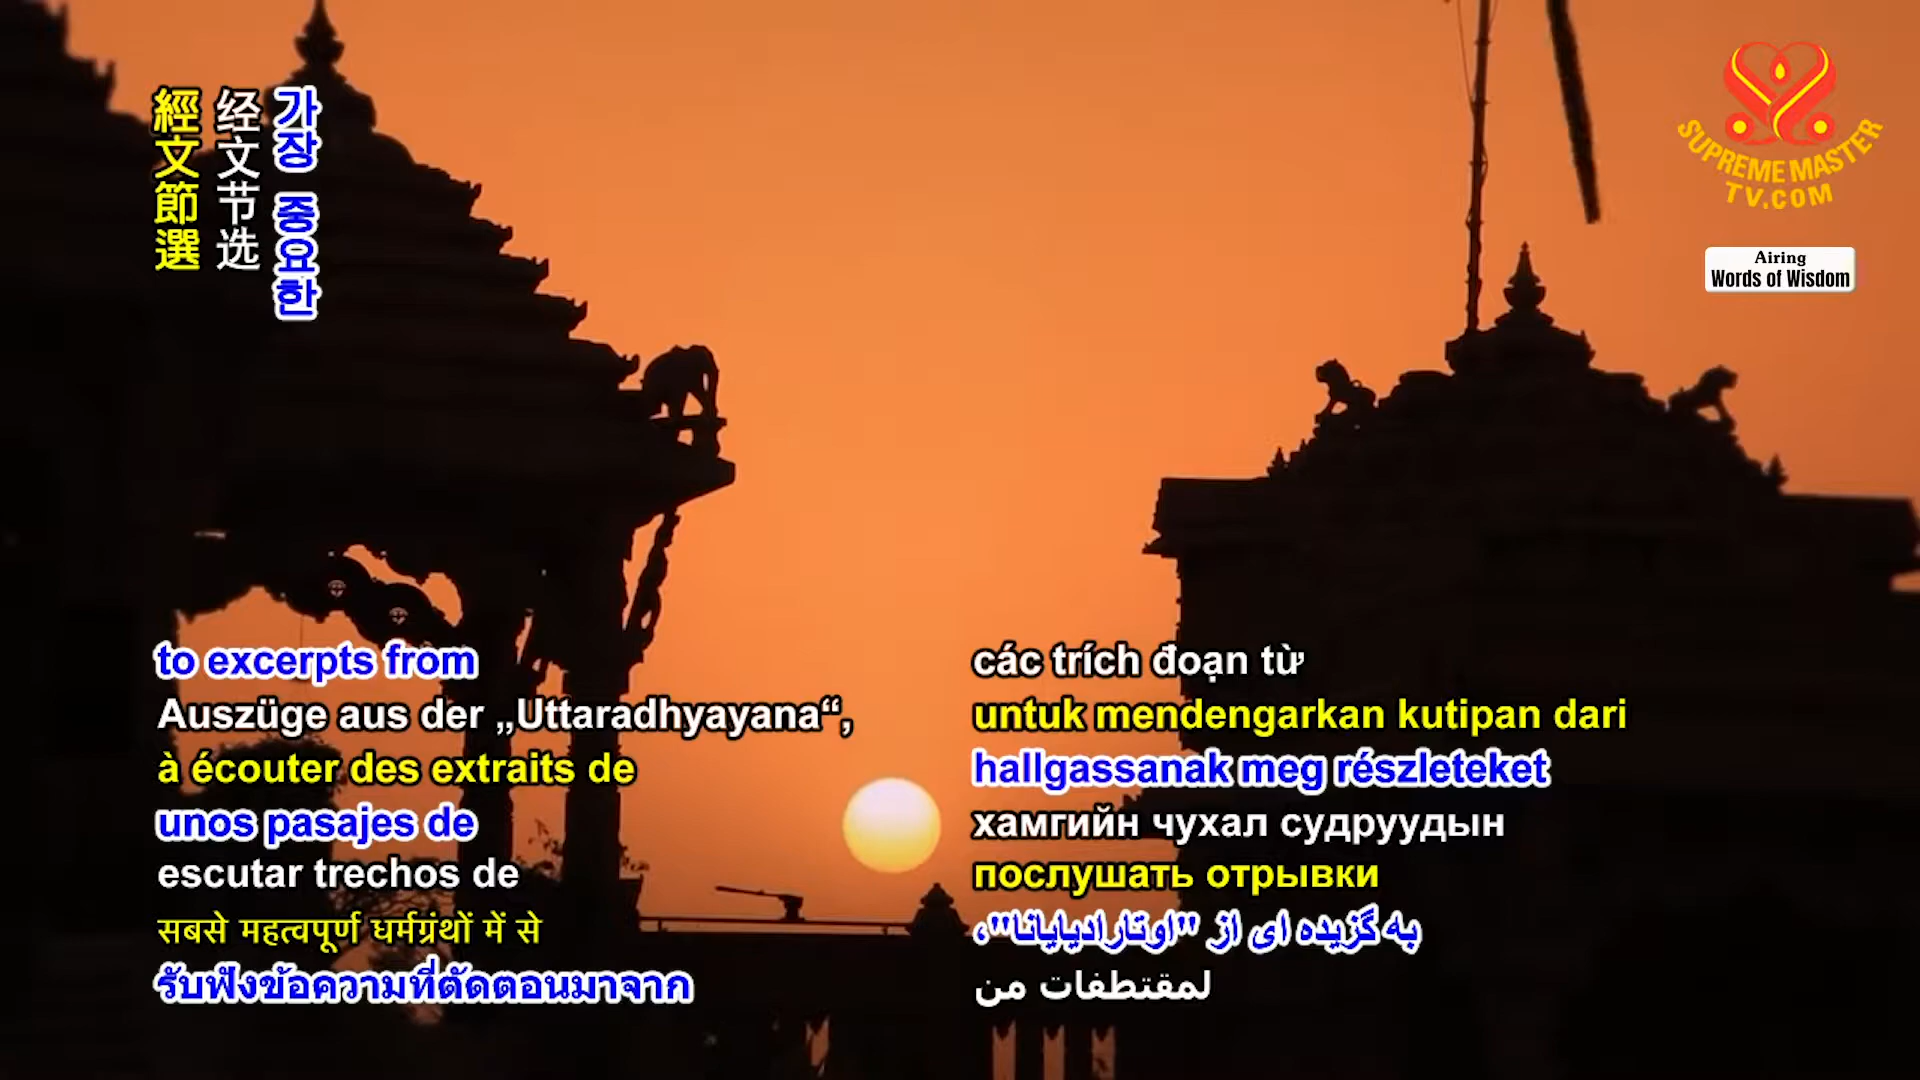 經文節選
经文节选
가장 중요한
SUPREME MASTER
TV.COM
Airing
Words of Wisdom
to excerpts from
Auszüge aus der „Uttaradhyayana“,
à écouter des extraits de
unos pasajes de
escutar trechos de
सबसे महत्वपूर्ण धर्मग्रंथों में से
รับฟังข้อความที่ตัดตอนมาจาก
các trích đoạn từ
untuk mendengarkan kutipan dari
hallgassanak meg részleteket
хамгийн чухал судруудын
послушать отрывки
به گزیده ای از "اوتارادیایانا"،
لمقتطفات من